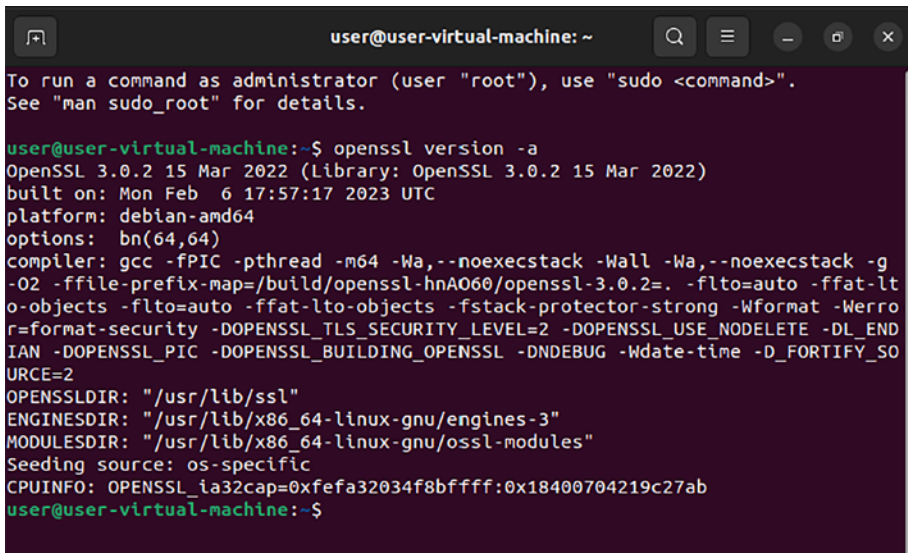 user@user-virtual-machine: ~
To run a command as administrator (user "root"), use "sudo <command>".
See "man sudo_root" for details.
user@user-virtual-machine:~$ openssl version -a
OpenSSL 3.0.2 15 Mar 2022 (Library: OpenSSL 3.0.2 15 Mar 2022)
built on: Mon Feb  6 17:57:17 2023 UTC
platform: debian-amd64
options:  bn(64,64)
compiler: gcc -fPIC -pthread -m64 -Wa,--noexecstack -Wall -Wa,--noexecstack -g
-O2 -ffile-prefix-map=/build/openssl-hnAO60/openssl-3.0.2=. -flto=auto -ffat-lt
o-objects -flto=auto -ffat-lto-objects -fstack-protector-strong -Wformat -Werro
r=format-security -DOPENSSL_TLS_SECURITY_LEVEL=2 -DOPENSSL_USE_NODELETE -DL_END
IAN -DOPENSSL_PIC -DOPENSSL_BUILDING_OPENSSL -DNDEBUG -Wdate-time -D_FORTIFY_SO
URCE=2
OPENSSLDIR: "/usr/lib/ssl"
ENGINESDIR: "/usr/lib/x86_64-linux-gnu/engines-3"
MODULESDIR: "/usr/lib/x86_64-linux-gnu/ossl-modules"
Seeding source: os-specific
CPUINFO: OPENSSL_ia32cap=0xfefa32034f8bffff:0x18400704219c27ab
user@user-virtual-machine:~$